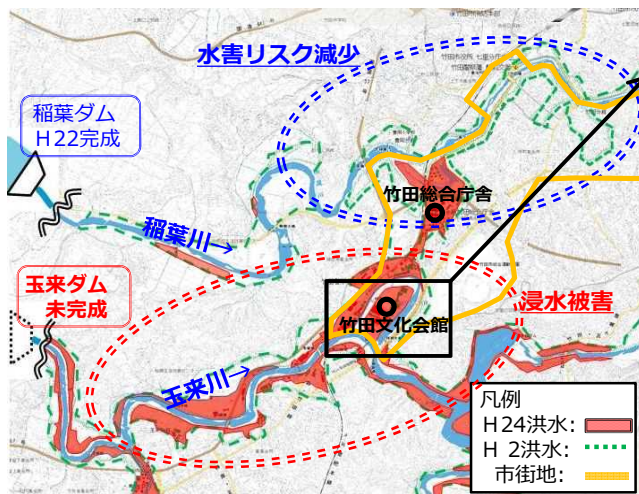 水害リスク減少
稲葉ダム
H22完成
竹田総合庁舎
稲葉川→
玉来ダム
未完成
浸水被害
竹田文化会館
玉来川→
凡例
H24洪水:
H 2洪水:
市街地: